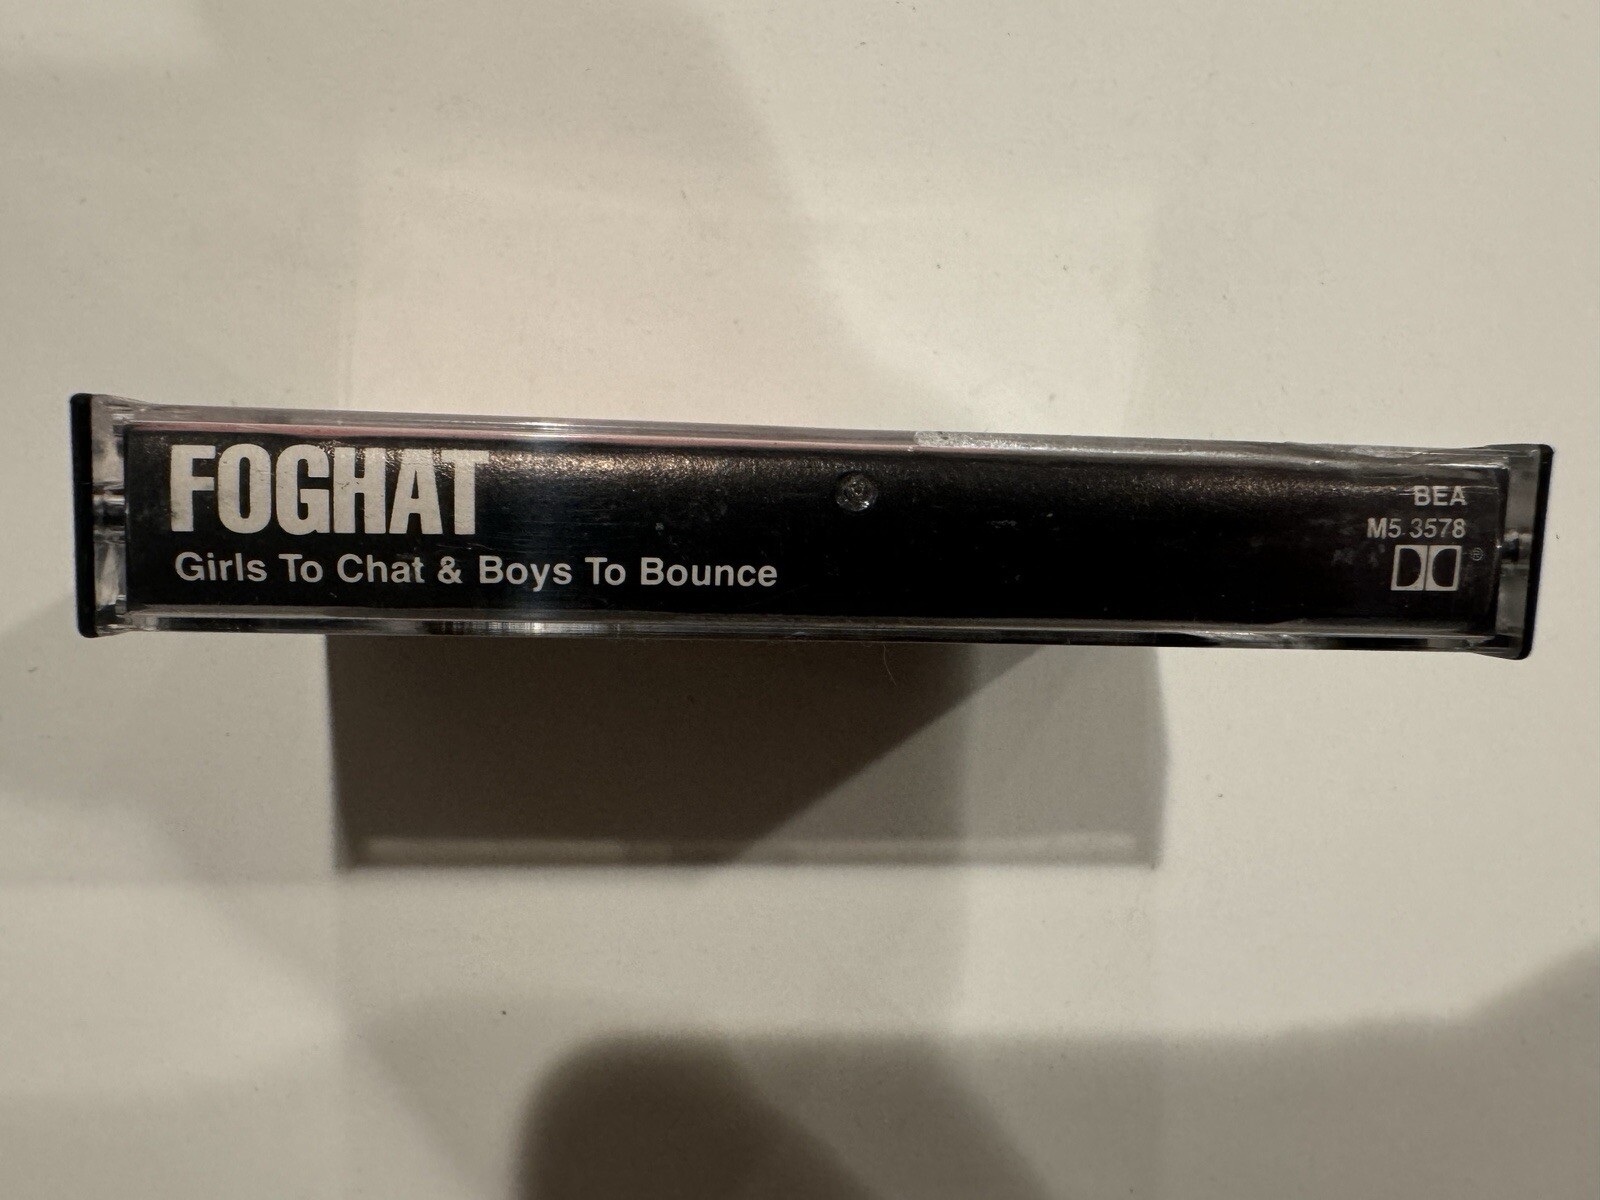 FOGHAT
Girls To Chat & Boys To Bounce
BEA
M5 3578
®